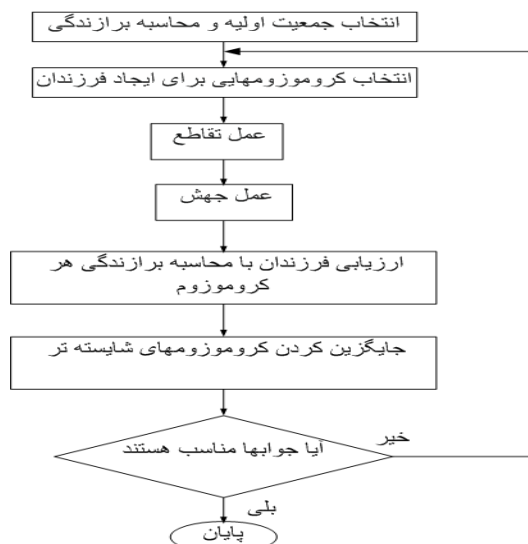 انتخاب جمعیت اولیه و محاسبه برازندگی
انتخاب کروموزومهایی برای ایجاد فرزندان
عمل تقاطع
عمل جهش
ارزیابی فرزندان با محاسبه برازندگی هر
کروموزوم
جایگزین کردن کروموزومهای شایسته تر
آیا جوابها مناسب هستند
خیر
بلی
پایان